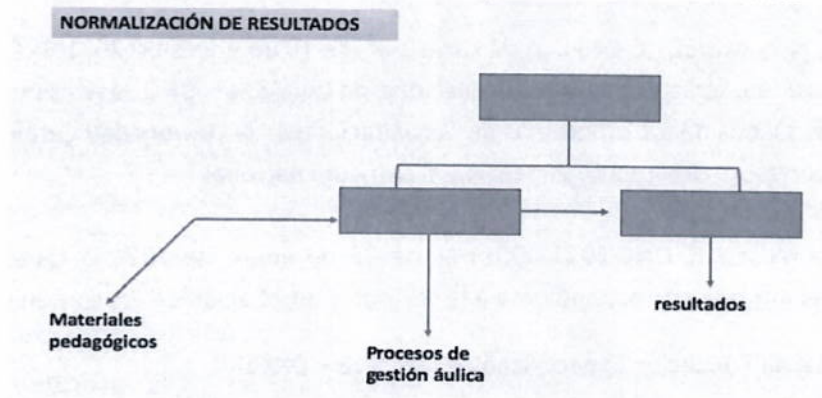 NORMALIZACIÓN DE RESULTADOS
Materiales
pedagógicos
Procesos de
gestión áulica
resultados